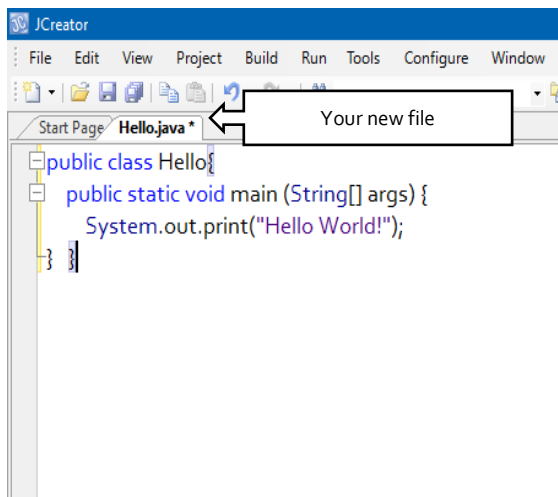 JCreator
File Edit View Project Build Run Tools Configure Window
Start Page Hello.java *
Your new file
public class Hello{
public static void main (String[] args) {
System.out.print("Hello World!");
} }